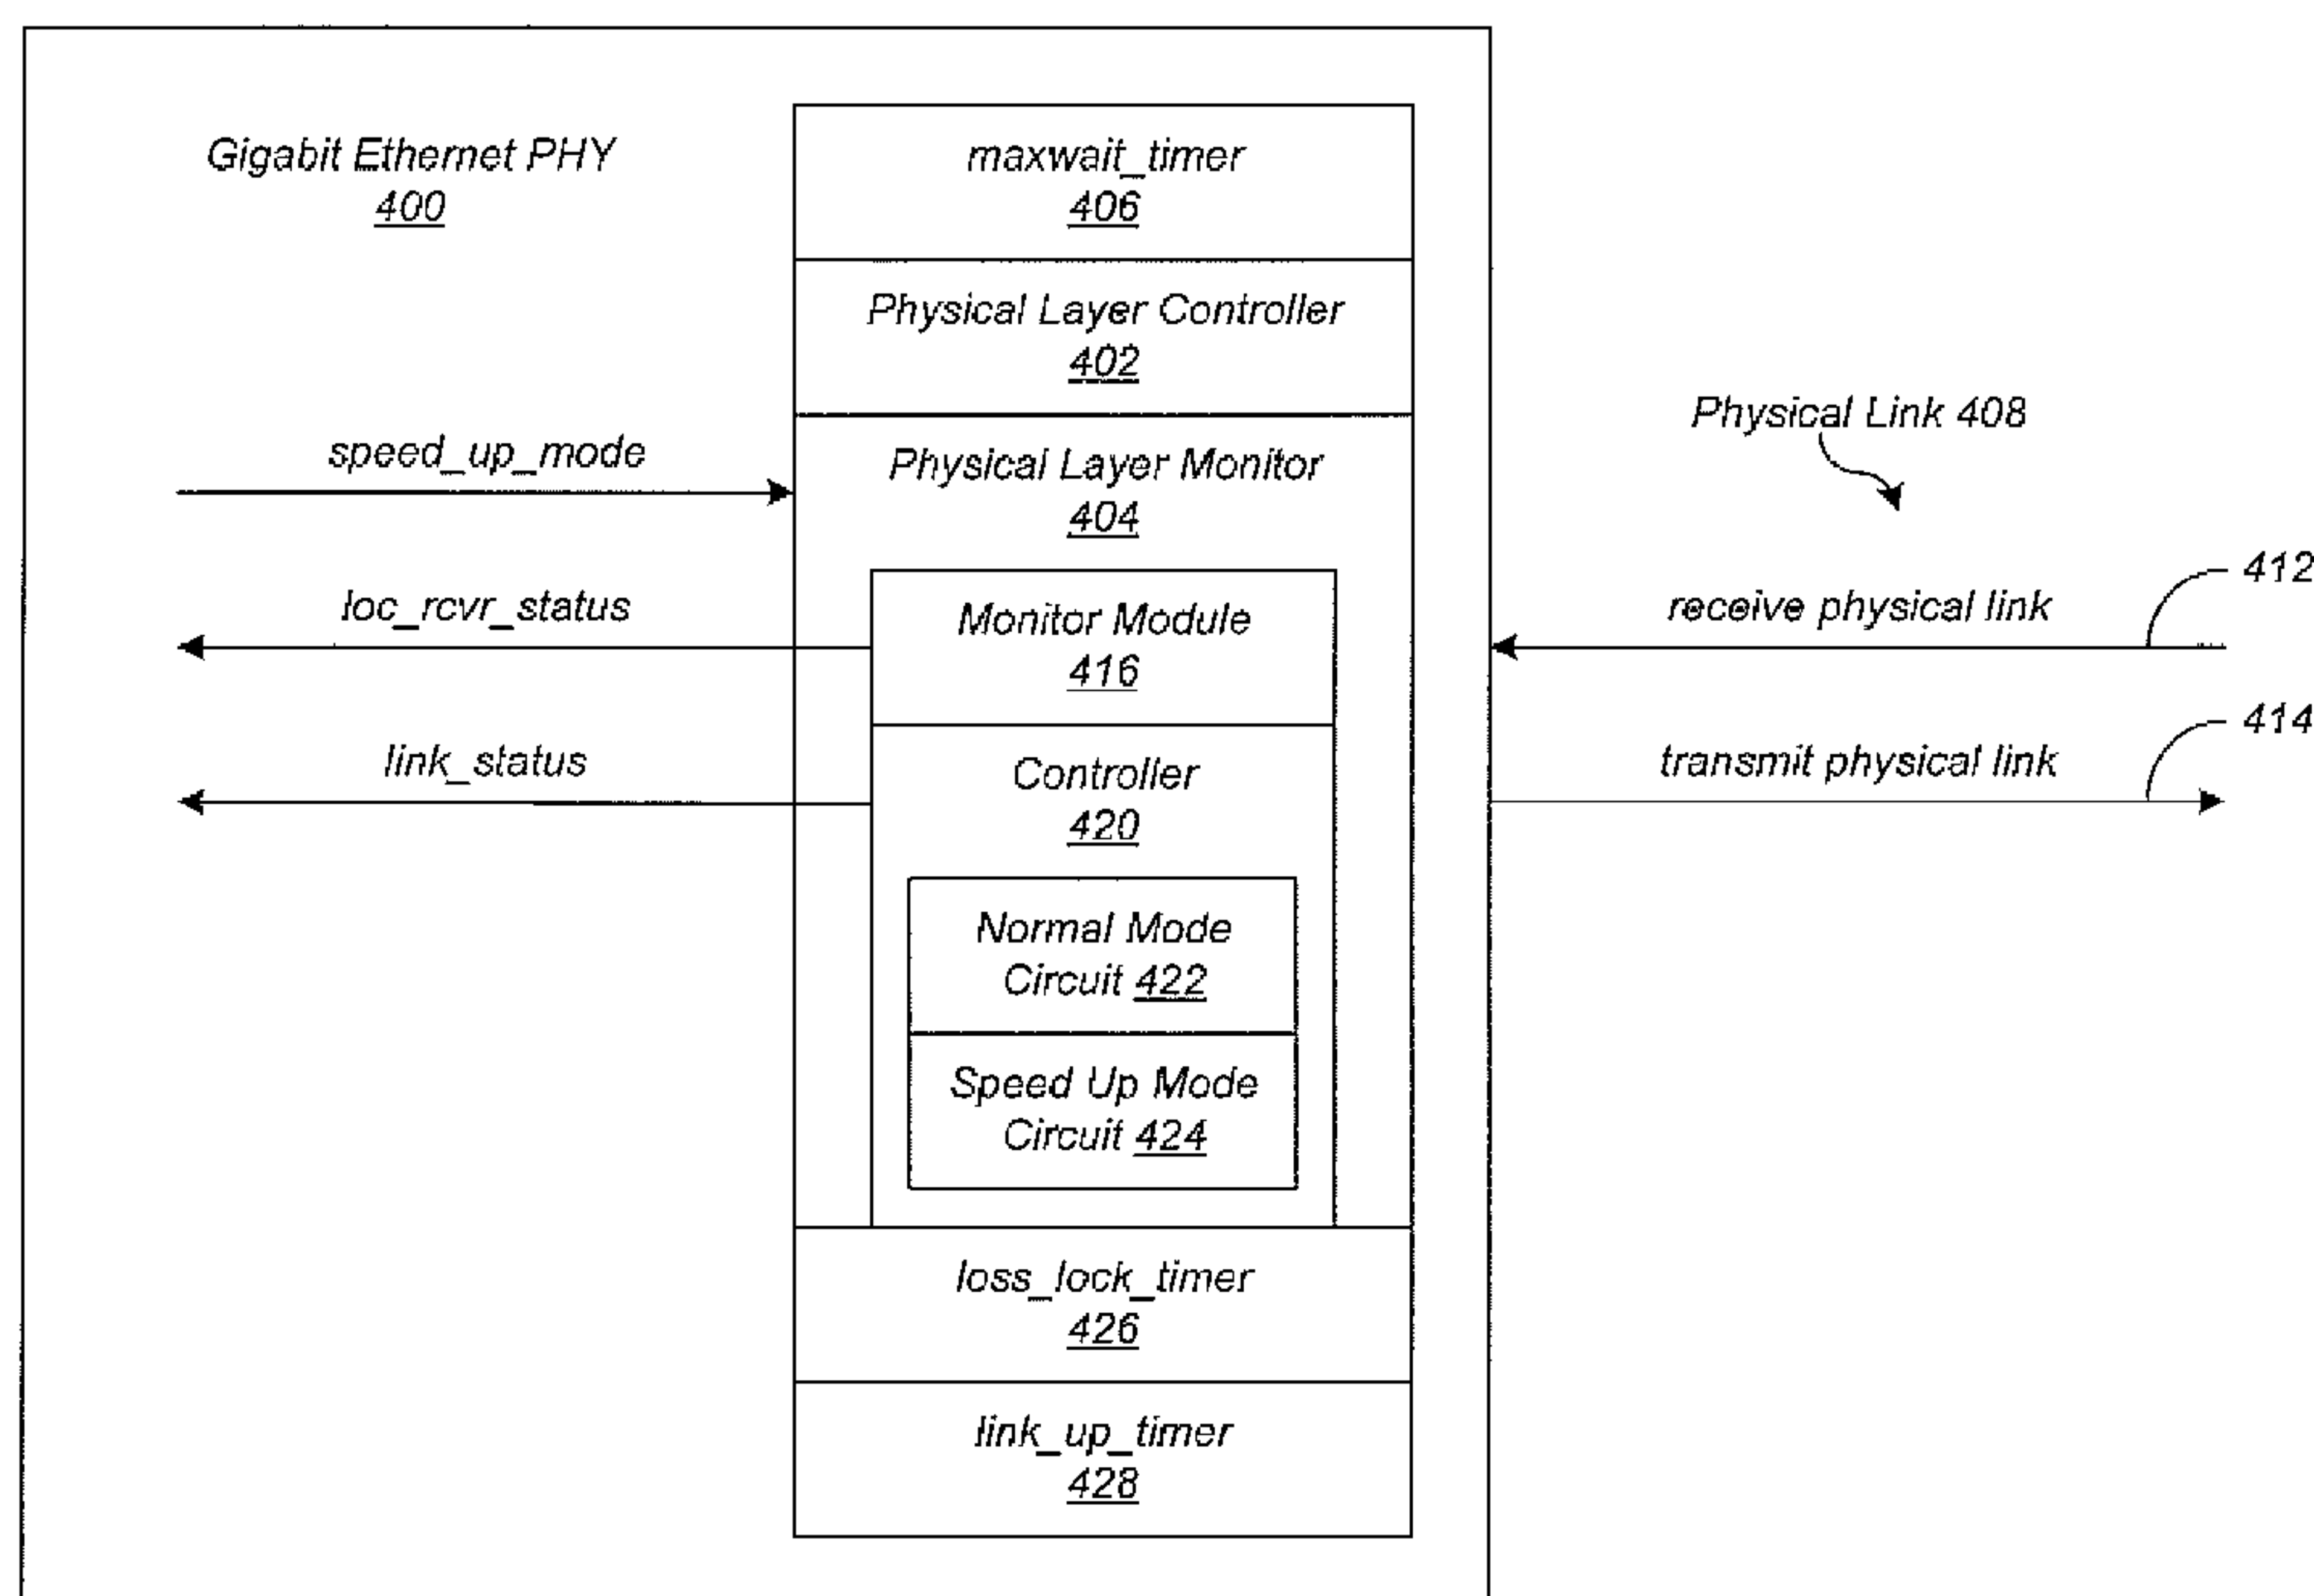 Gigabit Ethernet PHY
400
maxwait_timer
406
Physical Layer Controller
402
speed_up_mode
Physical Layer Monitor
404
Physical Link 408
loc_rcvr_status
Monitor Module
416
receive physical link
412
link_status
Controller
420
transmit physical link
414
Normal Mode
Circuit 422
Speed Up Mode
Circuit 424
loss_lock_timer
426
link_up_timer
428